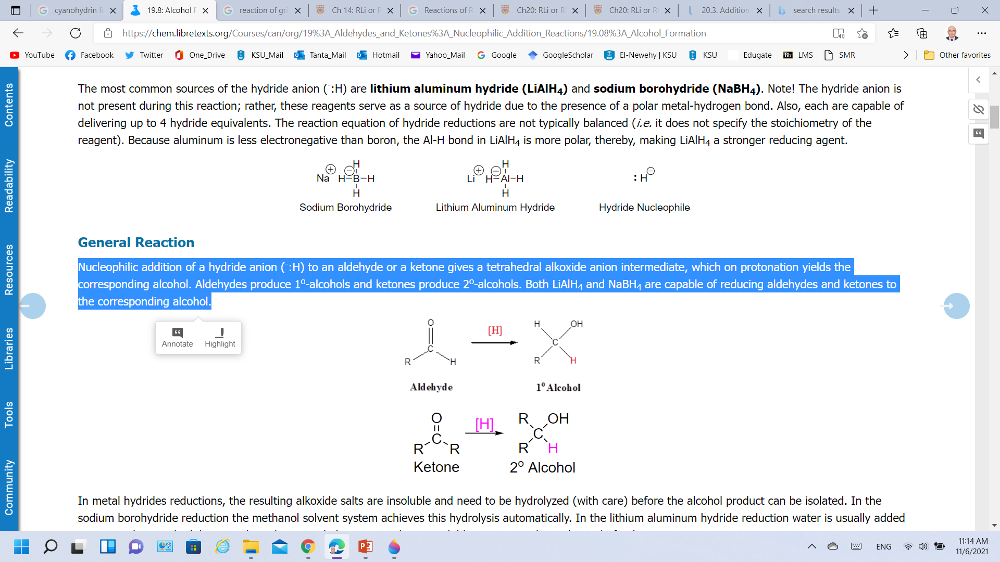 cyanohydrin fo
19.8: Alcohol F
reaction of gri
Ch 14: RLi or R
Reactions of R
Ch20: RLi or R
Ch20: RLi or R
20.3. Addition
search results
https://chem.libretexts.org/Courses/can/org/19%3A_Aldehydes_and_Ketones%3A_Nucleophilic_Addition_Reactions/19.08%3A_Alcohol_Formation
YouTube Facebook Twitter One_Drive KSU_Mail Tanta_Mail Hotmail Yahoo_Mail Google GoogleScholar El-Newehy | KSU KSU Edugate Bb LMS SMR Other favorites
Contents
Readability
Resources
Libraries
Tools
Community
The most common sources of the hydride anion (⁻:H) are lithium aluminum hydride (LiAlH₄) and sodium borohydride (NaBH₄). Note! The hydride anion is
not present during this reaction; rather, these reagents serve as a source of hydride due to the presence of a polar metal-hydrogen bond. Also, each are capable of
delivering up to 4 hydride equivalents. The reaction equation of hydride reductions are not typically balanced (i.e. it does not specify the stoichiometry of the
reagent). Because aluminum is less electronegative than boron, the Al-H bond in LiAlH₄ is more polar, thereby, making LiAlH₄ a stronger reducing agent.
H H
Na ⊕ H-B-H ⊖ Li ⊕ H-Al-H ⊖ :H ⊖
H H
Sodium Borohydride Lithium Aluminum Hydride Hydride Nucleophile
General Reaction
Nucleophilic addition of a hydride anion (⁻:H) to an aldehyde or a ketone gives a tetrahedral alkoxide anion intermediate, which on protonation yields the
corresponding alcohol. Aldehydes produce 1º-alcohols and ketones produce 2º-alcohols. Both LiAlH₄ and NaBH₄ are capable of reducing aldehydes and ketones to
the corresponding alcohol.
Annotate Highlight
O [H] H OH
C C
R H R H
Aldehyde 1º Alcohol
O [H] R OH
C C
R R R H
Ketone 2º Alcohol
In metal hydrides reductions, the resulting alkoxide salts are insoluble and need to be hydrolyzed (with care) before the alcohol product can be isolated. In the
sodium borohydride reduction the methanol solvent system achieves this hydrolysis automatically. In the lithium aluminum hydride reduction water is usually added
ENG
11:14 AM
11/6/2021